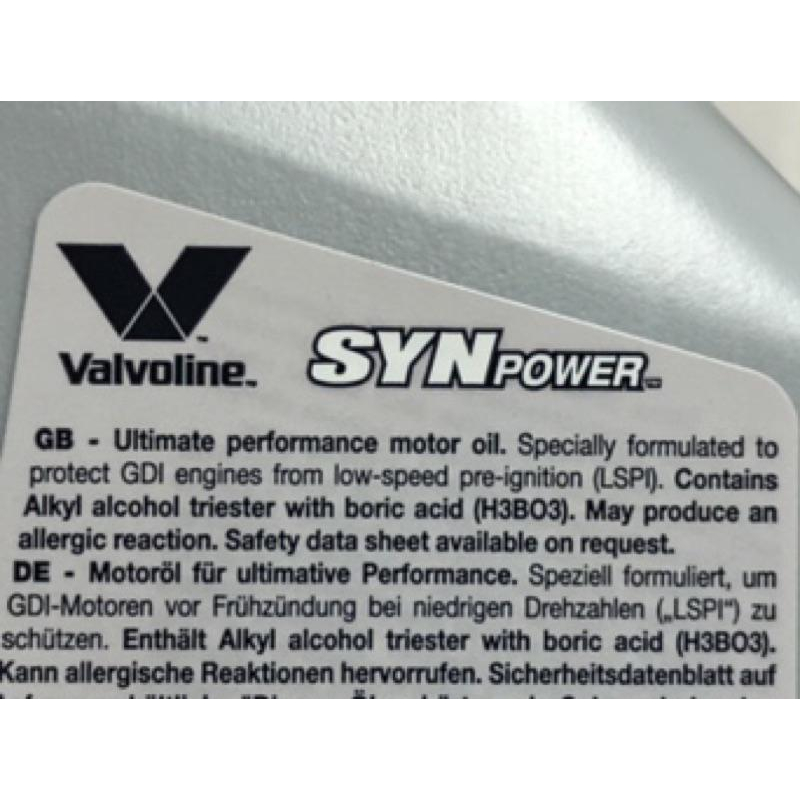 Valvoline™
SYNPOWER™
GB - Ultimate performance motor oil. Specially formulated to
protect GDI engines from low-speed pre-ignition (LSPI). Contains
Alkyl alcohol triester with boric acid (H3BO3). May produce an
allergic reaction. Safety data sheet available on request.
DE - Motoröl für ultimative Performance. Speziell formuliert, um
GDI-Motoren vor Frühzündung bei niedrigen Drehzahlen („LSPI“) zu
schützen. Enthält Alkyl alcohol triester with boric acid (H3BO3).
Kann allergische Reaktionen hervorrufen. Sicherheitsdatenblatt auf